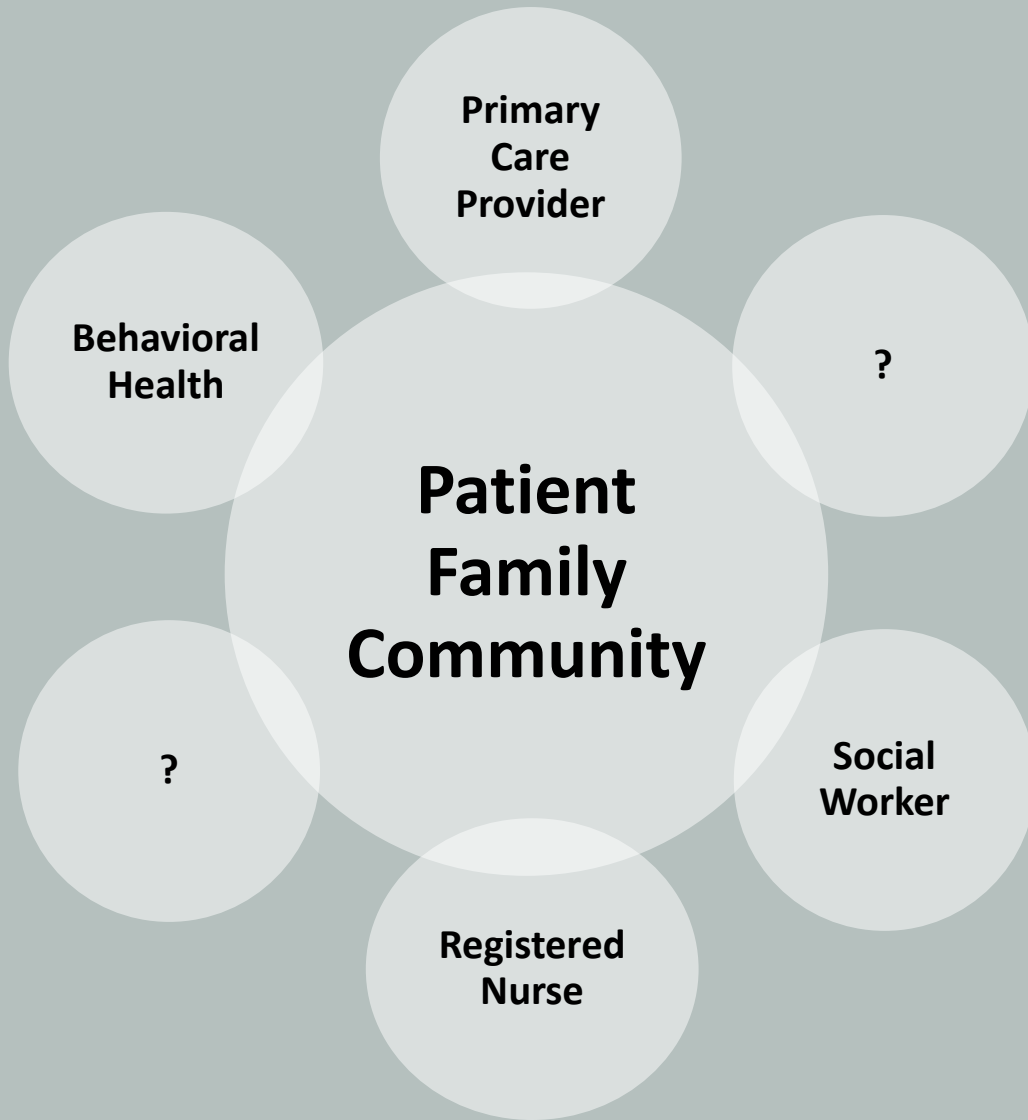 Primary
Care
Provider
Behavioral
Health
?
Patient
Family
Community
?
Social
Worker
Registered
Nurse